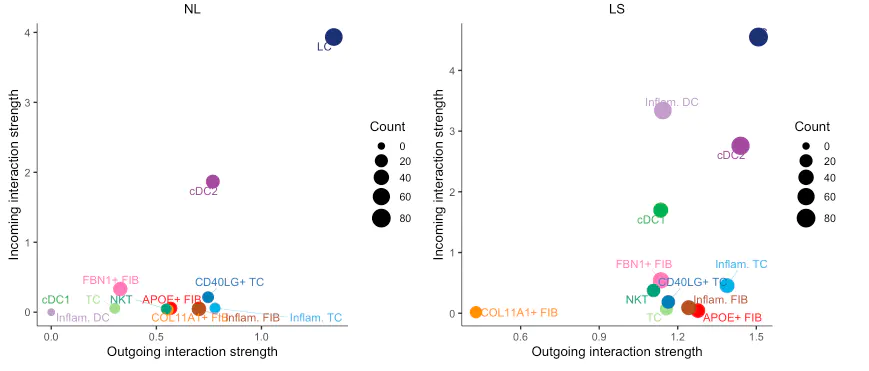 NL
Incoming interaction strength
4
3
2
1
0
LC
cDC2
FBN1+ FIB
CD40LG+ TC
cDC1
TC
NKT
APOE+ FIB
Inflam. DC
COL11A1+ FIB
Inflam. FIB
Inflam. TC
0.0
0.5
1.0
Outgoing interaction strength
Count
0
20
40
60
80
LS
Incoming interaction strength
4
3
2
1
0
Inflam. DC
cDC2
cDC1
FBN1+ FIB
Inflam. TC
CD40LG+ TC
NKT
Inflam. FIB
COL11A1+ FIB
TC
APOE+ FIB
0.6
0.9
1.2
1.5
Outgoing interaction strength
Count
0
20
40
60
80